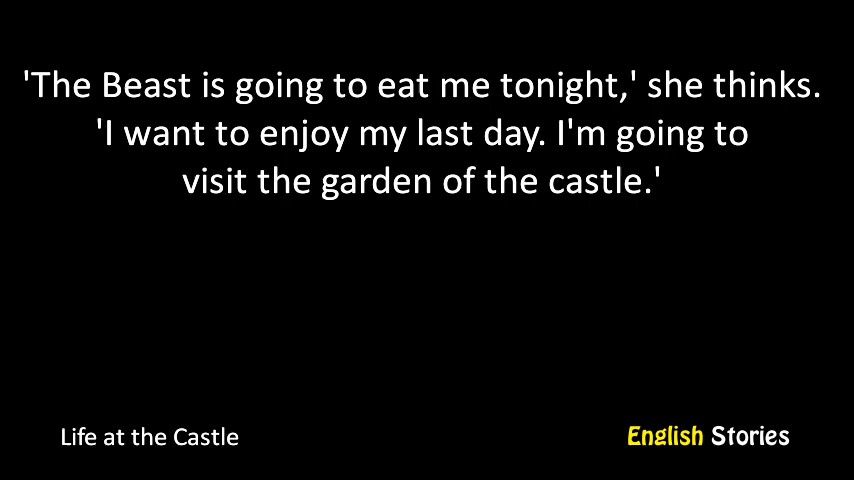 'The Beast is going to eat me tonight,' she thinks.
'I want to enjoy my last day. I'm going to
visit the garden of the castle.'
Life at the Castle
English Stories